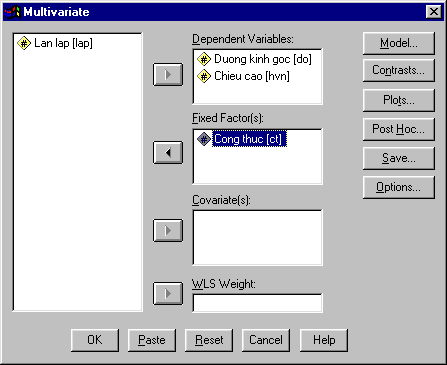 Multivariate
Lan lap [lap]
Dependent Variables:
Duong kinh goc [do]
Chieu cao [hvn]
Fixed Factor(s):
Cong thuc [ct]
Covariate(s):
WLS Weight:
Model...
Contrasts...
Plots...
Post Hoc...
Save...
Options...
OK
Paste
Reset
Cancel
Help